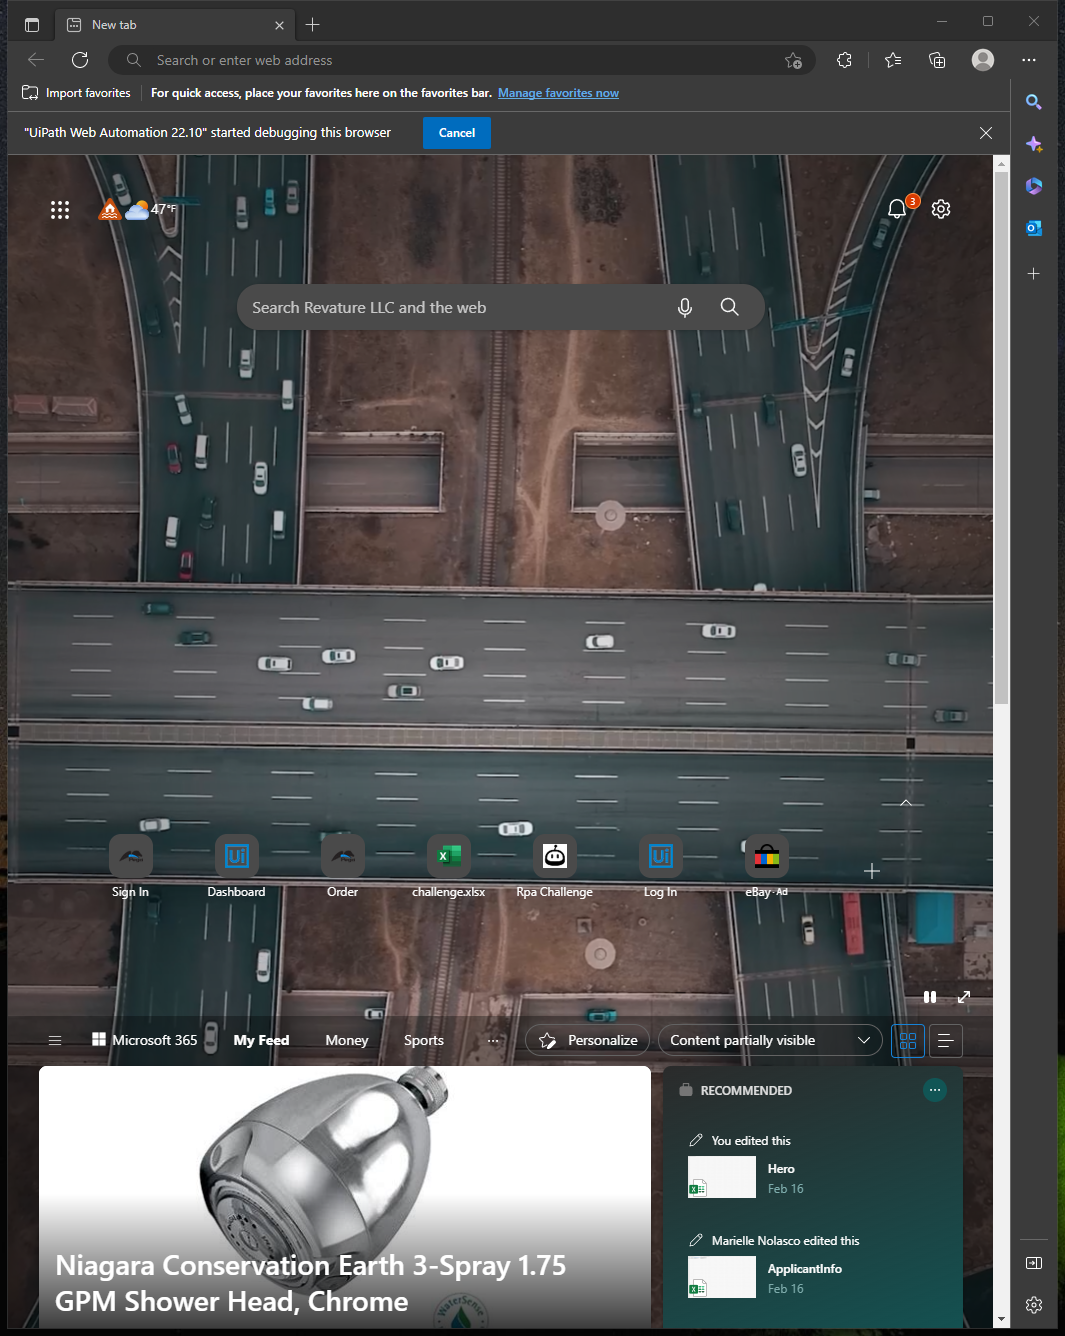 New tab
Search or enter web address
Import favorites For quick access, place your favorites here on the favorites bar. Manage favorites now
"UiPath Web Automation 22.10" started debugging this browser Cancel
47°F 3
Search Revature LLC and the web
Ui X Ui
Sign In Dashboard Order challenge.xlsx Rpa Challenge Log In eBay · Ad
Microsoft 365 My Feed Money Sports ... Personalize Content partially visible
RECOMMENDED
You edited this
Hero
Feb 16
Marielle Nolasco edited this
ApplicantInfo
Feb 16
Niagara Conservation Earth 3-Spray 1.75
GPM Shower Head, Chrome
WaterSense